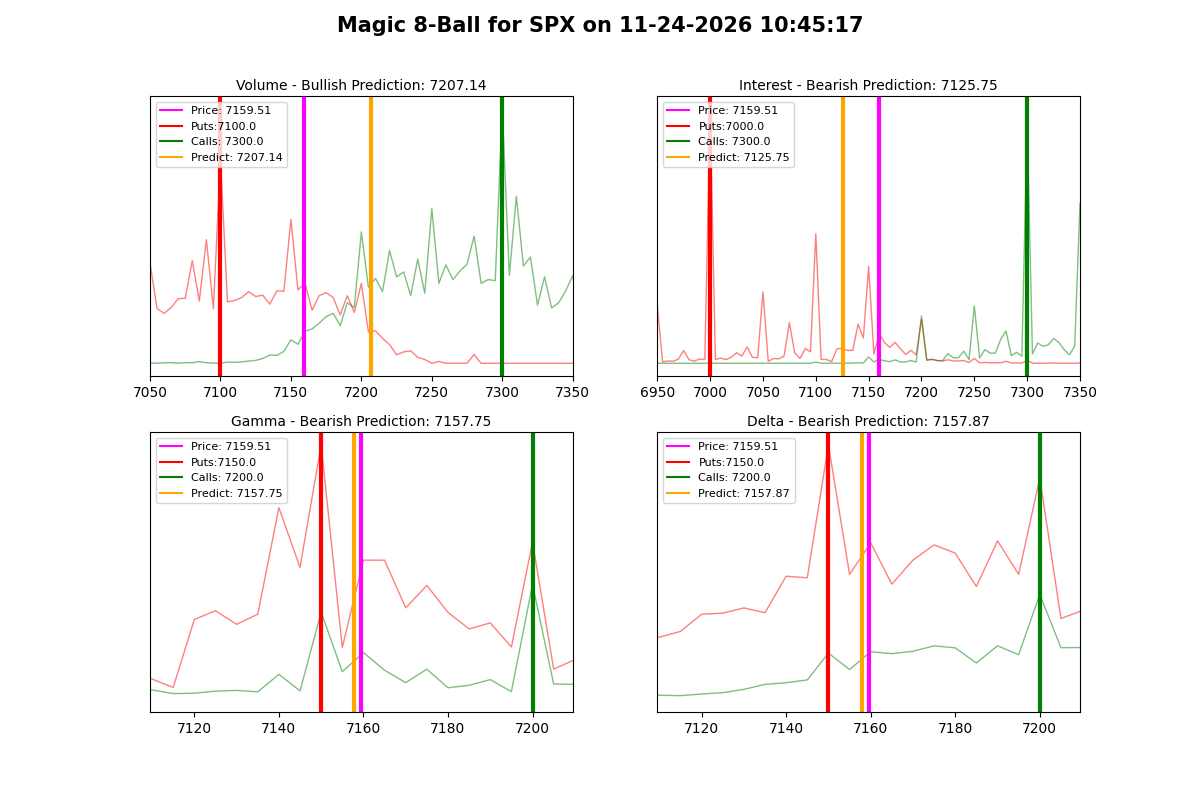 Magic 8-Ball for SPX on 11-24-2026 10:45:17
Volume - Bullish Prediction: 7207.14
Price: 7159.51
Puts:7100.0
Calls: 7300.0
Predict: 7207.14
7050 7100 7150 7200 7250 7300 7350
Interest - Bearish Prediction: 7125.75
Price: 7159.51
Puts:7000.0
Calls: 7300.0
Predict: 7125.75
6950 7000 7050 7100 7150 7200 7250 7300 7350
Gamma - Bearish Prediction: 7157.75
Price: 7159.51
Puts:7150.0
Calls: 7200.0
Predict: 7157.75
7120 7140 7160 7180 7200
Delta - Bearish Prediction: 7157.87
Price: 7159.51
Puts:7150.0
Calls: 7200.0
Predict: 7157.87
7120 7140 7160 7180 7200